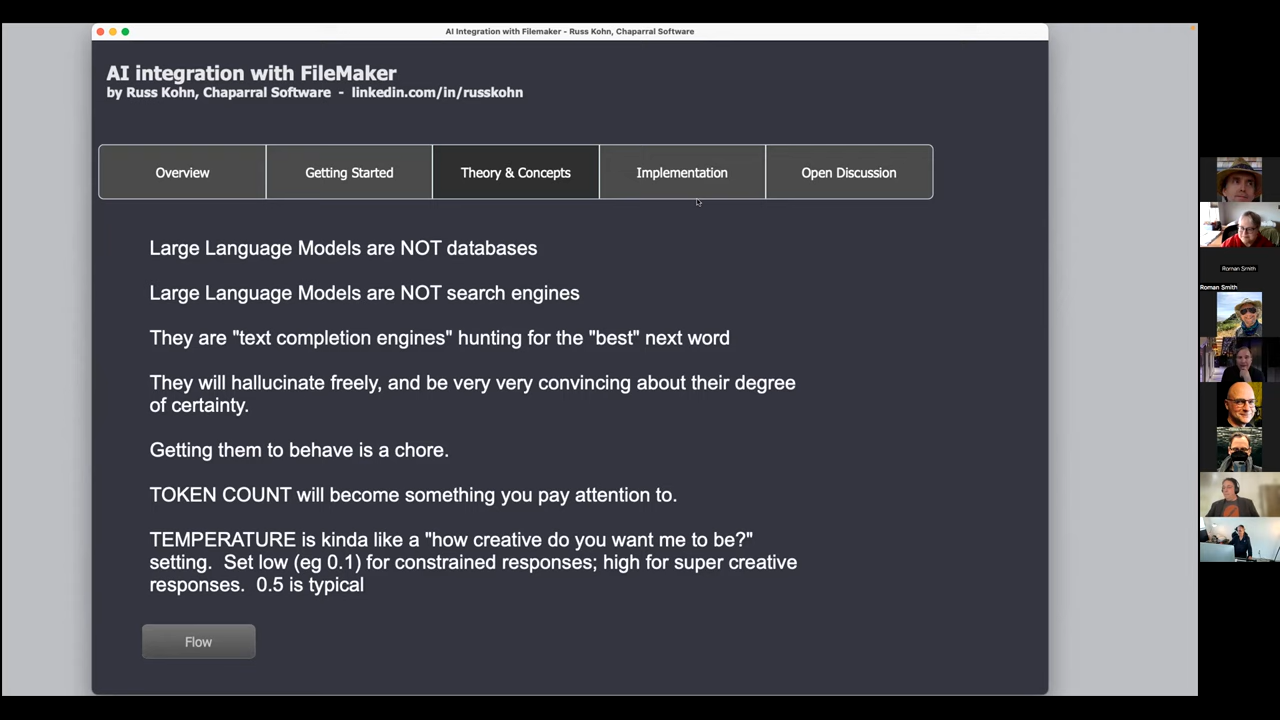 AI Integration with Filemaker - Russ Kohn, Chaparral Software
AI integration with FileMaker
by Russ Kohn, Chaparral Software  -  linkedin.com/in/russkohn
Overview
Getting Started
Theory & Concepts
Implementation
Open Discussion
Large Language Models are NOT databases
Large Language Models are NOT search engines
They are "text completion engines" hunting for the "best" next word
They will hallucinate freely, and be very very convincing about their degree
of certainty.
Getting them to behave is a chore.
TOKEN COUNT will become something you pay attention to.
TEMPERATURE is kinda like a "how creative do you want me to be?"
setting.  Set low (eg 0.1) for constrained responses; high for super creative
responses.  0.5 is typical
Flow
Roman Smith
Roman Smith